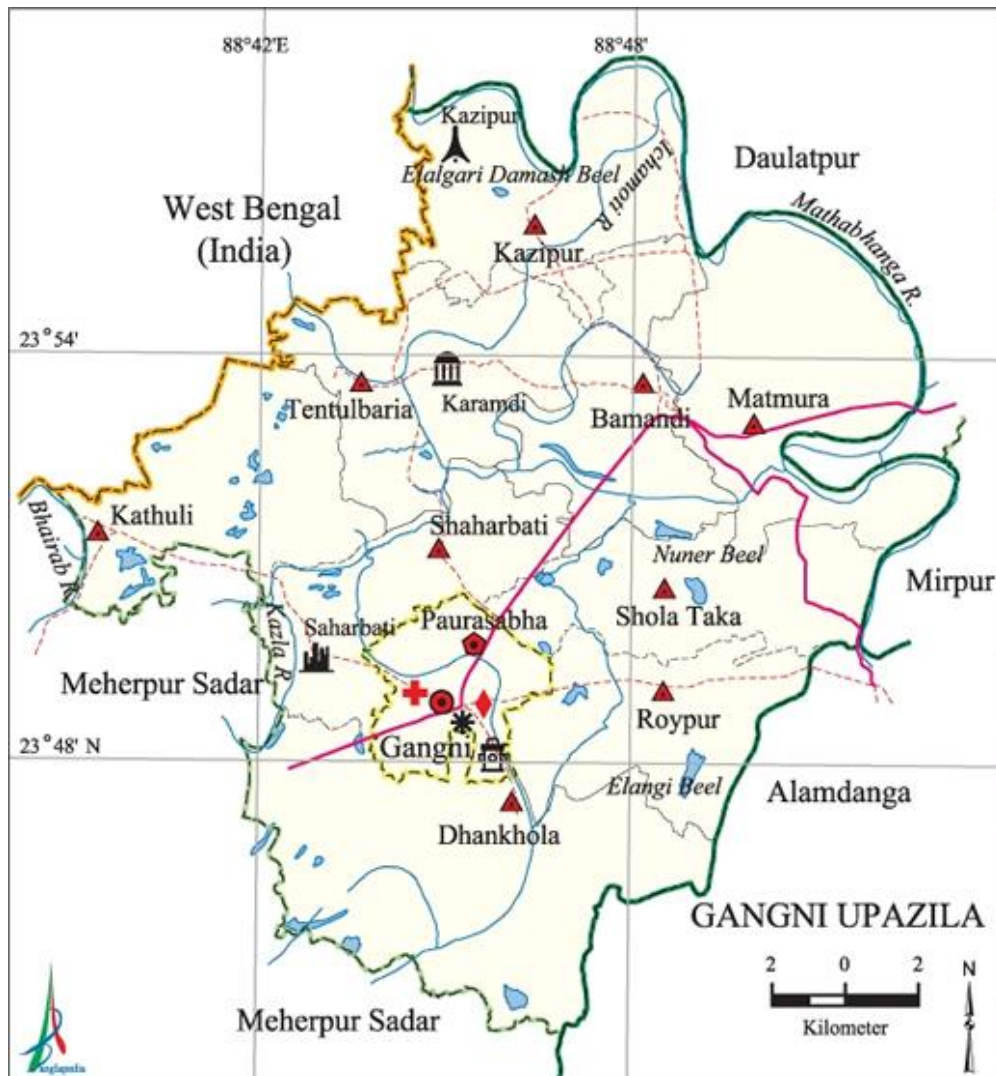 88°42'E
88°48'
Kazipur
Elalgari Damash Beel
Ichamoti R.
Daulatpur
West Bengal
(India)
Mathabhanga R.
Kazipur
23°54'
Tentulbaria
Karamdi
Bamandi
Matmura
Bhairab R.
Kathuli
Shaharbati
Nuner Beel
Mirpur
Kazla R
Saharbati
Paurasabha
Shola Taka
Meherpur Sadar
Roypur
23°48' N
Gangni
Elangi Beel
Alamdanga
Dhankhola
GANGNI UPAZILA
2 0 2
Kilometer
N
Meherpur Sadar
anglapedia